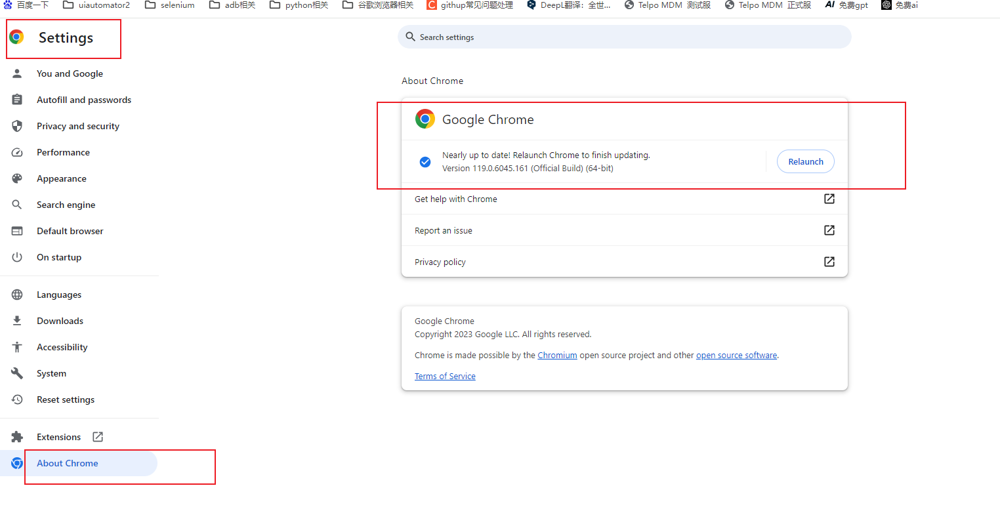 百度一下 uiautomator2 selenium adb相关 python相关 谷歌浏览器相关 C githup常见问题处理 DeepL翻译：全世... Telpo MDM 测试服 Telpo MDM 正式服 AI 免费gpt 免费ai
Settings
Search settings
You and Google
Autofill and passwords
Privacy and security
Performance
Appearance
Search engine
Default browser
On startup
Languages
Downloads
Accessibility
System
Reset settings
Extensions
About Chrome
About Chrome
Google Chrome
Nearly up to date! Relaunch Chrome to finish updating.
Version 119.0.6045.161 (Official Build) (64-bit)
Relaunch
Get help with Chrome
Report an issue
Privacy policy
Google Chrome
Copyright 2023 Google LLC. All rights reserved.
Chrome is made possible by the Chromium open source project and other open source software.
Terms of Service